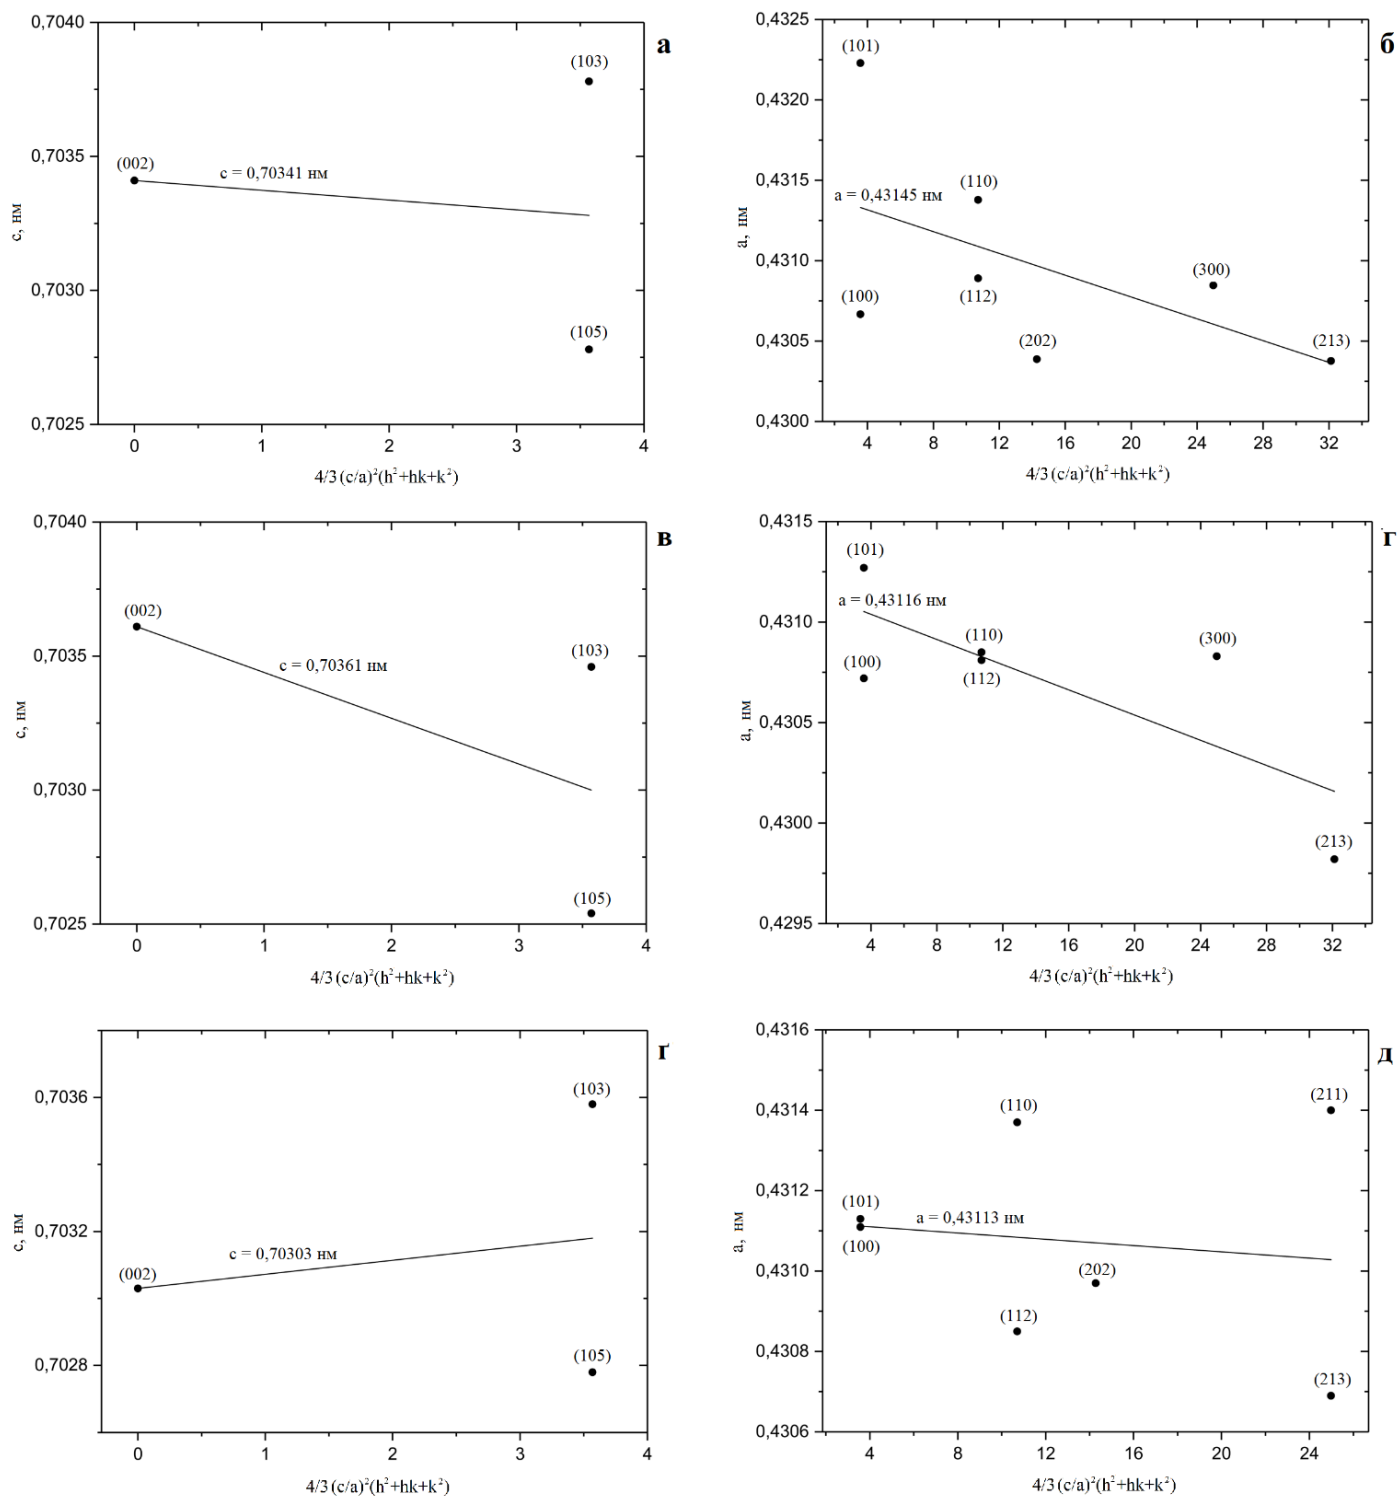 а
0,7040
0,7035
0,7030
0,7025
с, нм
(002)
(103)
(105)
c = 0,70341 нм
0 1 2 3 4
4/3 (c/a)²(h²+hk+k²)
б
0,4325
0,4320
0,4315
0,4310
0,4305
0,4300
а, нм
(101)
(110)
a = 0,43145 нм
(300)
(100)
(112)
(202)
(213)
4 8 12 16 20 24 28 32
4/3 (c/a)²(h²+hk+k²)
в
0,7040
0,7035
0,7030
0,7025
с, нм
(002)
(103)
c = 0,70361 нм
(105)
0 1 2 3 4
4/3 (c/a)²(h²+hk+k²)
г
0,4315
0,4310
0,4305
0,4300
0,4295
а, нм
(101)
a = 0,43116 нм
(110)
(300)
(100)
(112)
(213)
4 8 12 16 20 24 28 32
4/3 (c/a)²(h²+hk+k²)
ґ
0,7036
0,7032
0,7028
с, нм
(103)
c = 0,70303 нм
(002)
(105)
0 1 2 3 4
4/3 (c/a)²(h²+hk+k²)
д
0,4316
0,4314
0,4312
0,4310
0,4308
0,4306
а, нм
(211)
(110)
(101)
a = 0,43113 нм
(100)
(202)
(112)
(213)
4 8 12 16 20 24
4/3 (c/a)²(h²+hk+k²)